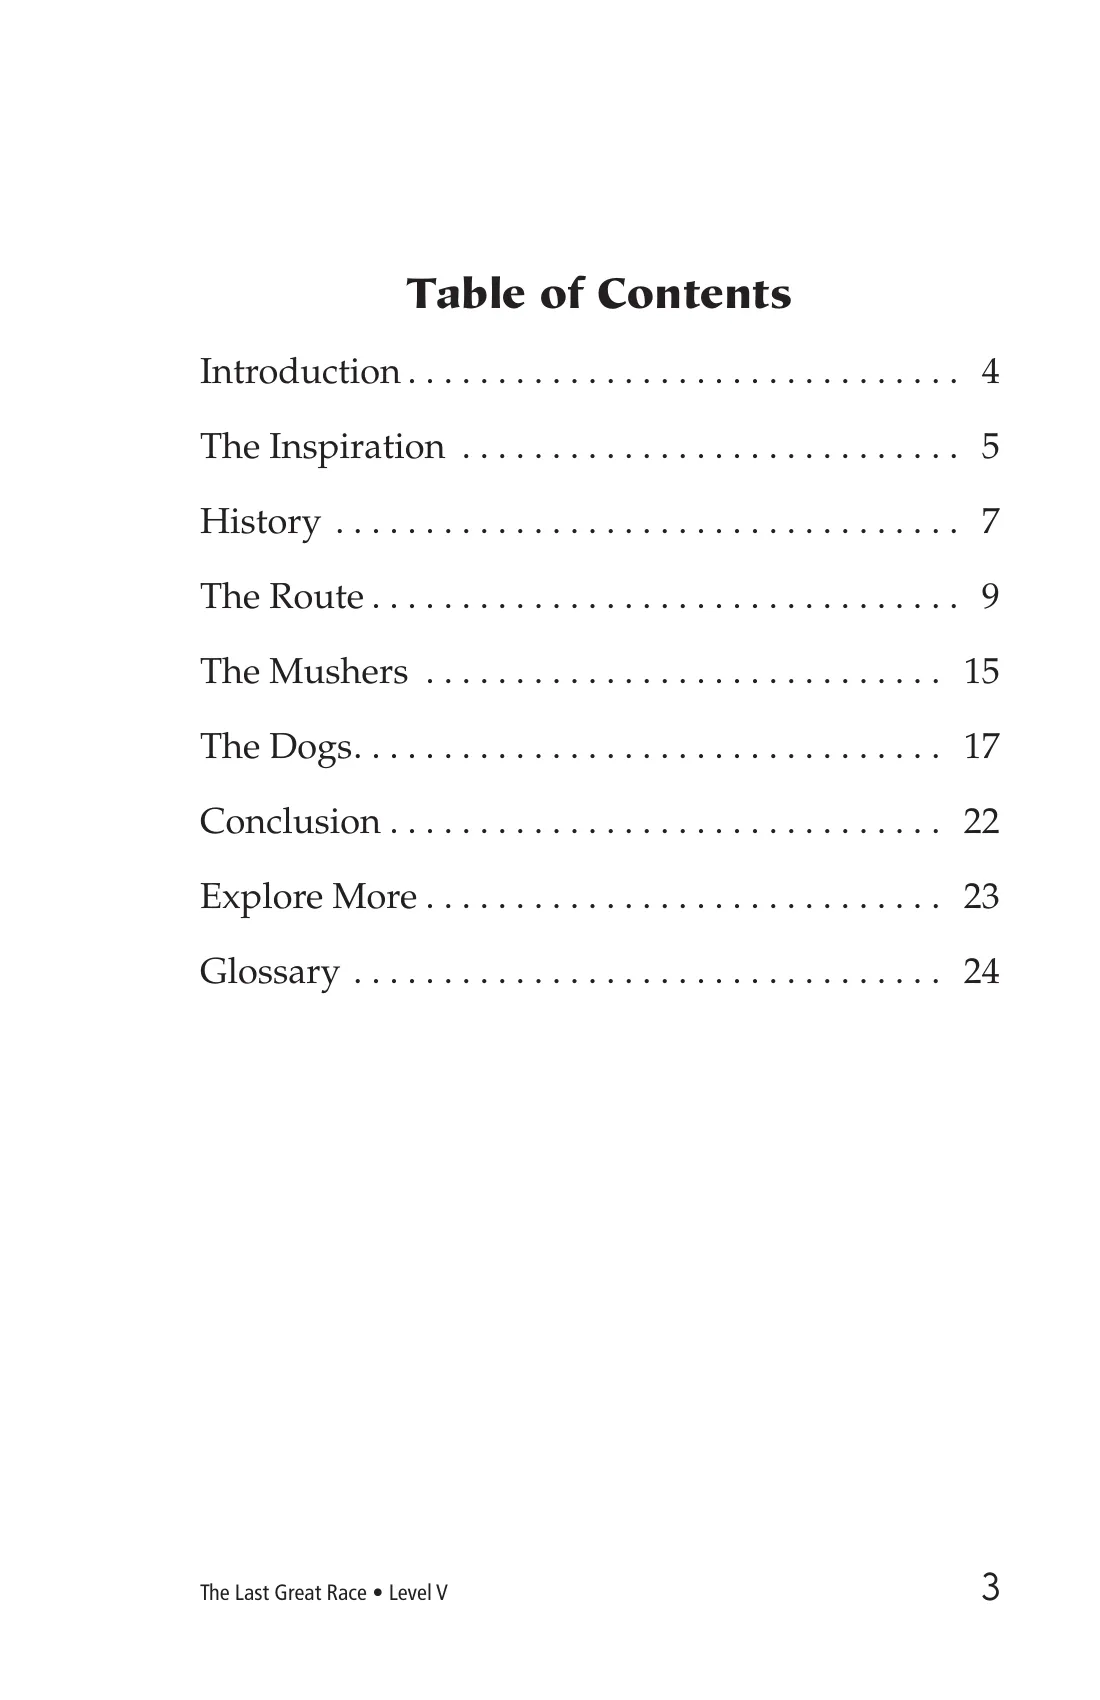 Table of Contents
Introduction . . . . . . . . . . . . . . . . . . . . . . . . . . . . . . . 4
The Inspiration . . . . . . . . . . . . . . . . . . . . . . . . . . . . 5
History . . . . . . . . . . . . . . . . . . . . . . . . . . . . . . . . . . . 7
The Route . . . . . . . . . . . . . . . . . . . . . . . . . . . . . . . . . 9
The Mushers . . . . . . . . . . . . . . . . . . . . . . . . . . . . . 15
The Dogs. . . . . . . . . . . . . . . . . . . . . . . . . . . . . . . . . 17
Conclusion . . . . . . . . . . . . . . . . . . . . . . . . . . . . . . . 22
Explore More . . . . . . . . . . . . . . . . . . . . . . . . . . . . . 23
Glossary . . . . . . . . . . . . . . . . . . . . . . . . . . . . . . . . . 24
The Last Great Race • Level V 3